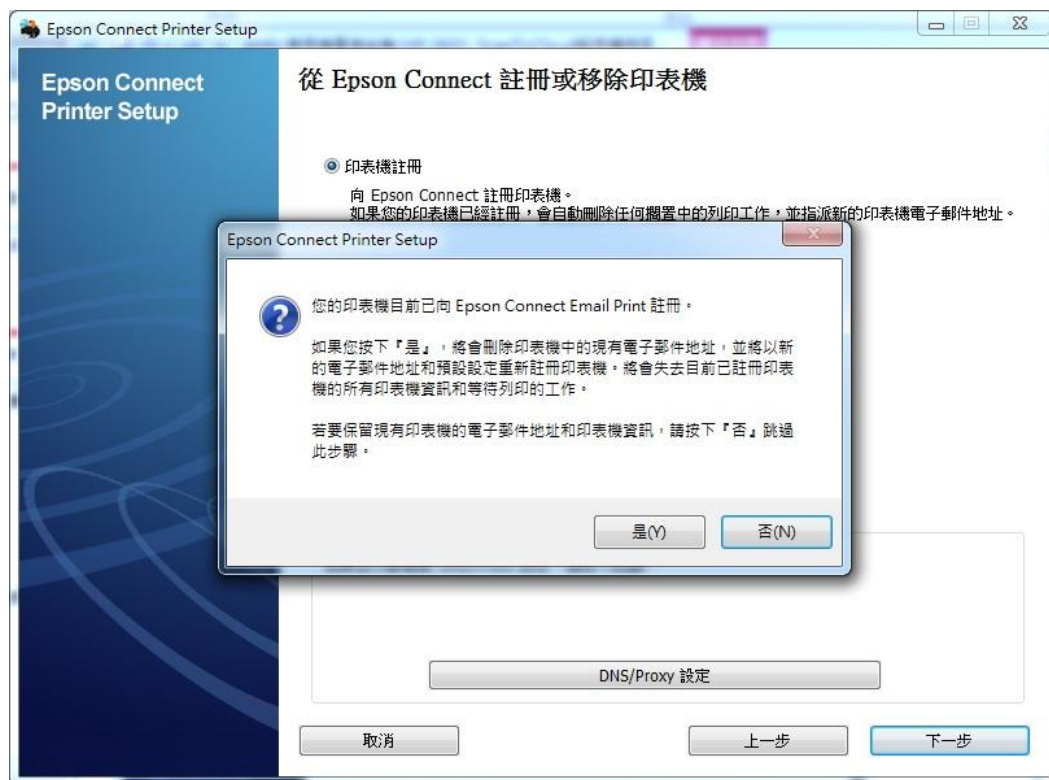 Epson Connect Printer Setup
Epson Connect
Printer Setup
從 Epson Connect 註冊或移除印表機
印表機註冊
向 Epson Connect 註冊印表機。
如果您的印表機已經註冊，會自動刪除任何擱置中的列印工作，並指派新的印表機電子郵件地址。
Epson Connect Printer Setup
您的印表機目前已向 Epson Connect Email Print 註冊。
如果您按下『是』，將會刪除印表機中的現有電子郵件地址，並將以新
的電子郵件地址和預設設定重新註冊印表機。將會失去目前已註冊印表
機的所有印表機資訊和等待列印的工作。
若要保留現有印表機的電子郵件地址和印表機資訊，請按下『否』跳過
此步驟。
是(Y)
否(N)
DNS/Proxy 設定
取消
上一步
下一步